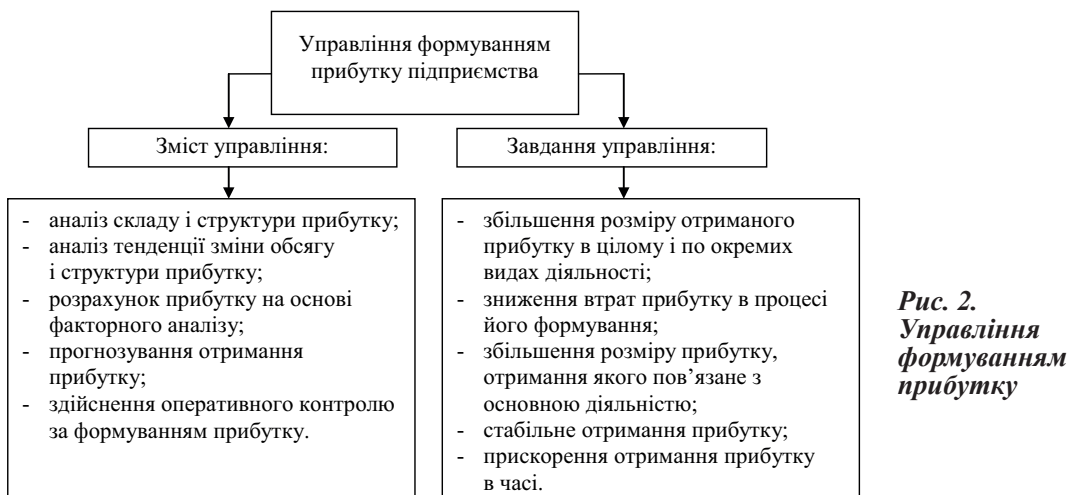 Управління формуванням
прибутку підприємства
Зміст управління:
- аналіз складу і структури прибутку;
- аналіз тенденції зміни обсягу
і структури прибутку;
- розрахунок прибутку на основі
факторного аналізу;
- прогнозування отримання
прибутку;
- здійснення оперативного контролю
за формуванням прибутку.
Завдання управління:
- збільшення розміру отриманого
прибутку в цілому і по окремих
видах діяльності;
- зниження втрат прибутку в процесі
його формування;
- збільшення розміру прибутку,
отримання якого пов’язане з
основною діяльністю;
- стабільне отримання прибутку;
- прискорення отримання прибутку
в часі.
Рис. 2.
Управління
формуванням
прибутку